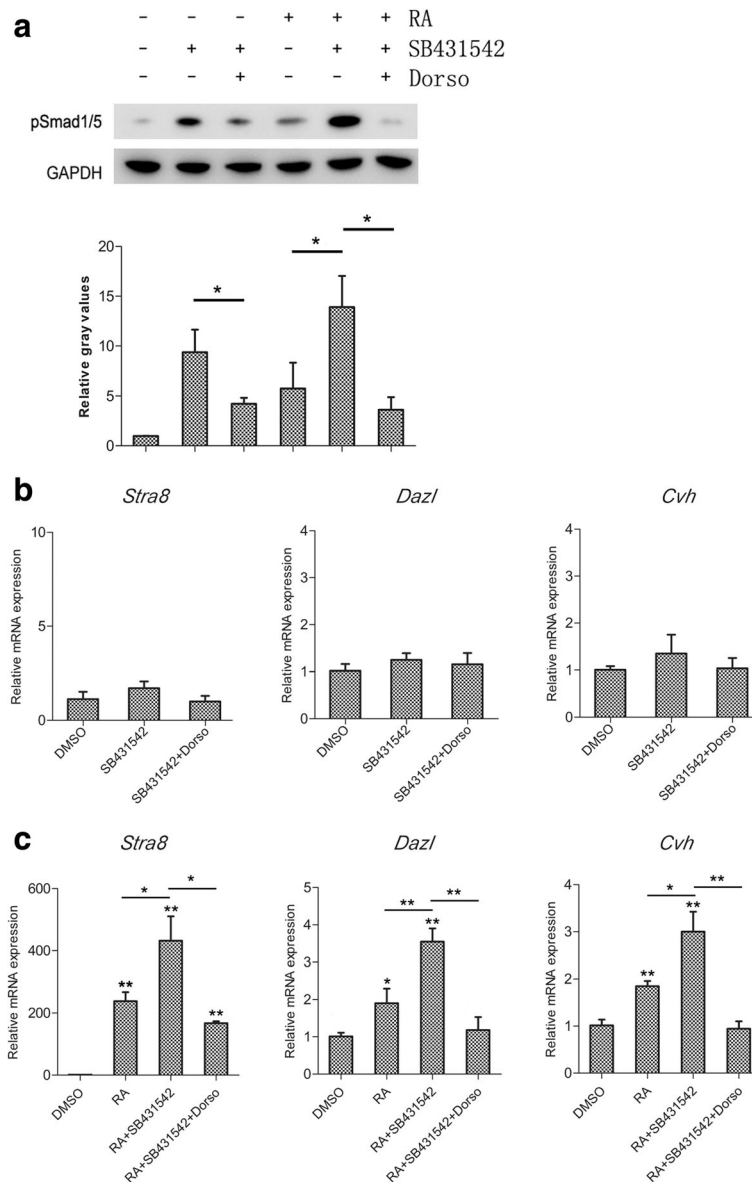 a
- - - + + + RA
- + + - + + SB431542
- - + - - + Dorso
pSmad1/5
GAPDH
* * *
Relative gray values
20
15
10
5
0
b
Stra8
Relative mRNA expression
10
5
0
DMSO
SB431542
SB431542+Dorso
Dazl
Relative mRNA expression
4
3
2
1
0
DMSO
SB431542
SB431542+Dorso
Cvh
Relative mRNA expression
4
3
2
1
0
DMSO
SB431542
SB431542+Dorso
c
Stra8
Relative mRNA expression
600
400
200
0
* *
** ** **
DMSO
RA
RA+SB431542
RA+SB431542+Dorso
Dazl
Relative mRNA expression
5
4
3
2
1
0
** **
* **
DMSO
RA
RA+SB431542
RA+SB431542+Dorso
Cvh
Relative mRNA expression
4
3
2
1
0
* **
** **
DMSO
RA
RA+SB431542
RA+SB431542+Dorso